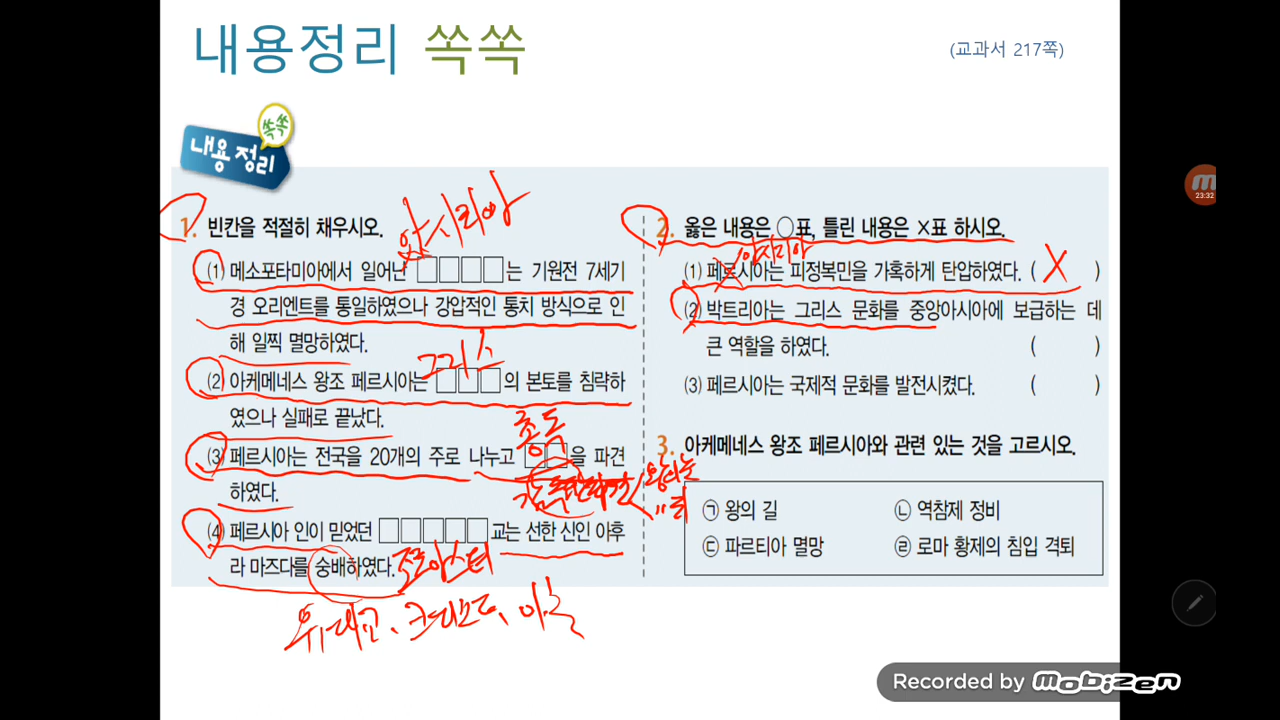 내용정리 쏙쏙
(교과서 217쪽)
쏙쏙
내용 정리
1. 빈칸을 적절히 채우시오.
앗시리아
(1) 메소포타미아에서 일어난 □□□□는 기원전 7세기
경 오리엔트를 통일하였으나 강압적인 통치 방식으로 인
해 일찍 멸망하였다.
그리스
(2) 아케메네스 왕조 페르시아는 □□□의 본토를 침략하
였으나 실패로 끝났다.
총독
(3) 페르시아는 전국을 20개의 주로 나누고 □□을 파견
하였다.
왕의눈
(4) 페르시아 인이 믿었던 □□□□□교는 선한 신인 아후
라 마즈다를 숭배하였다.
조로아스터
유대교, 크리스트,
2. 옳은 내용은 ○표, 틀린 내용은 ×표 하시오.
앗시리아
(1) 페르시아는 피정복민을 가혹하게 탄압하였다. ( X )
(2) 박트리아는 그리스 문화를 중앙아시아에 보급하는 데
큰 역할을 하였다. ( )
(3) 페르시아는 국제적 문화를 발전시켰다. ( )
3. 아케메네스 왕조 페르시아와 관련 있는 것을 고르시오.
㉠ 왕의 길 ㉡ 역참제 정비
㉢ 파르티아 멸망 ㉣ 로마 황제의 침입 격퇴
23:32
Recorded by mobizen